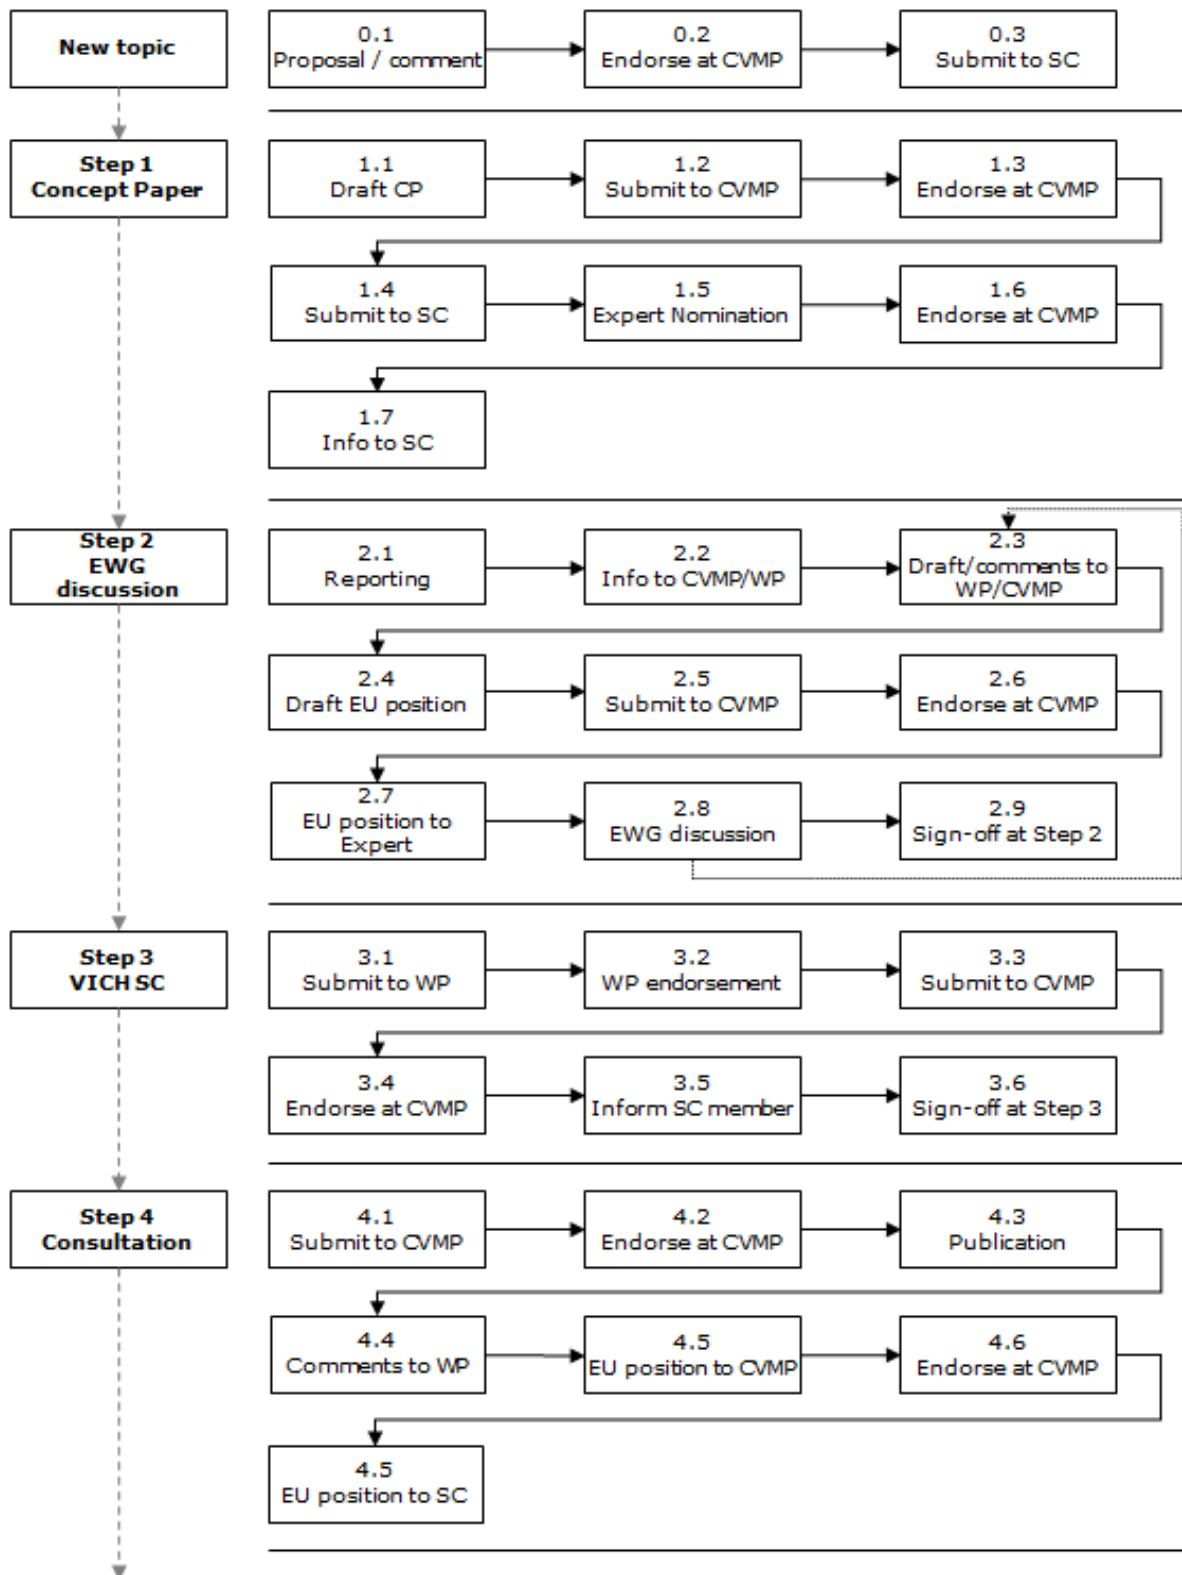 New topic
0.1
Proposal / comment
0.2
Endorse at CVMP
0.3
Submit to SC
Step 1
Concept Paper
1.1
Draft CP
1.2
Submit to CVMP
1.3
Endorse at CVMP
1.4
Submit to SC
1.5
Expert Nomination
1.6
Endorse at CVMP
1.7
Info to SC
Step 2
EWG
discussion
2.1
Reporting
2.2
Info to CVMP/WP
2.3
Draft/comments to
WP/CVMP
2.4
Draft EU position
2.5
Submit to CVMP
2.6
Endorse at CVMP
2.7
EU position to
Expert
2.8
EWG discussion
2.9
Sign-off at Step 2
Step 3
VICH SC
3.1
Submit to WP
3.2
WP endorsement
3.3
Submit to CVMP
3.4
Endorse at CVMP
3.5
Inform SC member
3.6
Sign-off at Step 3
Step 4
Consultation
4.1
Submit to CVMP
4.2
Endorse at CVMP
4.3
Publication
4.4
Comments to WP
4.5
EU position to CVMP
4.6
Endorse at CVMP
4.5
EU position to SC